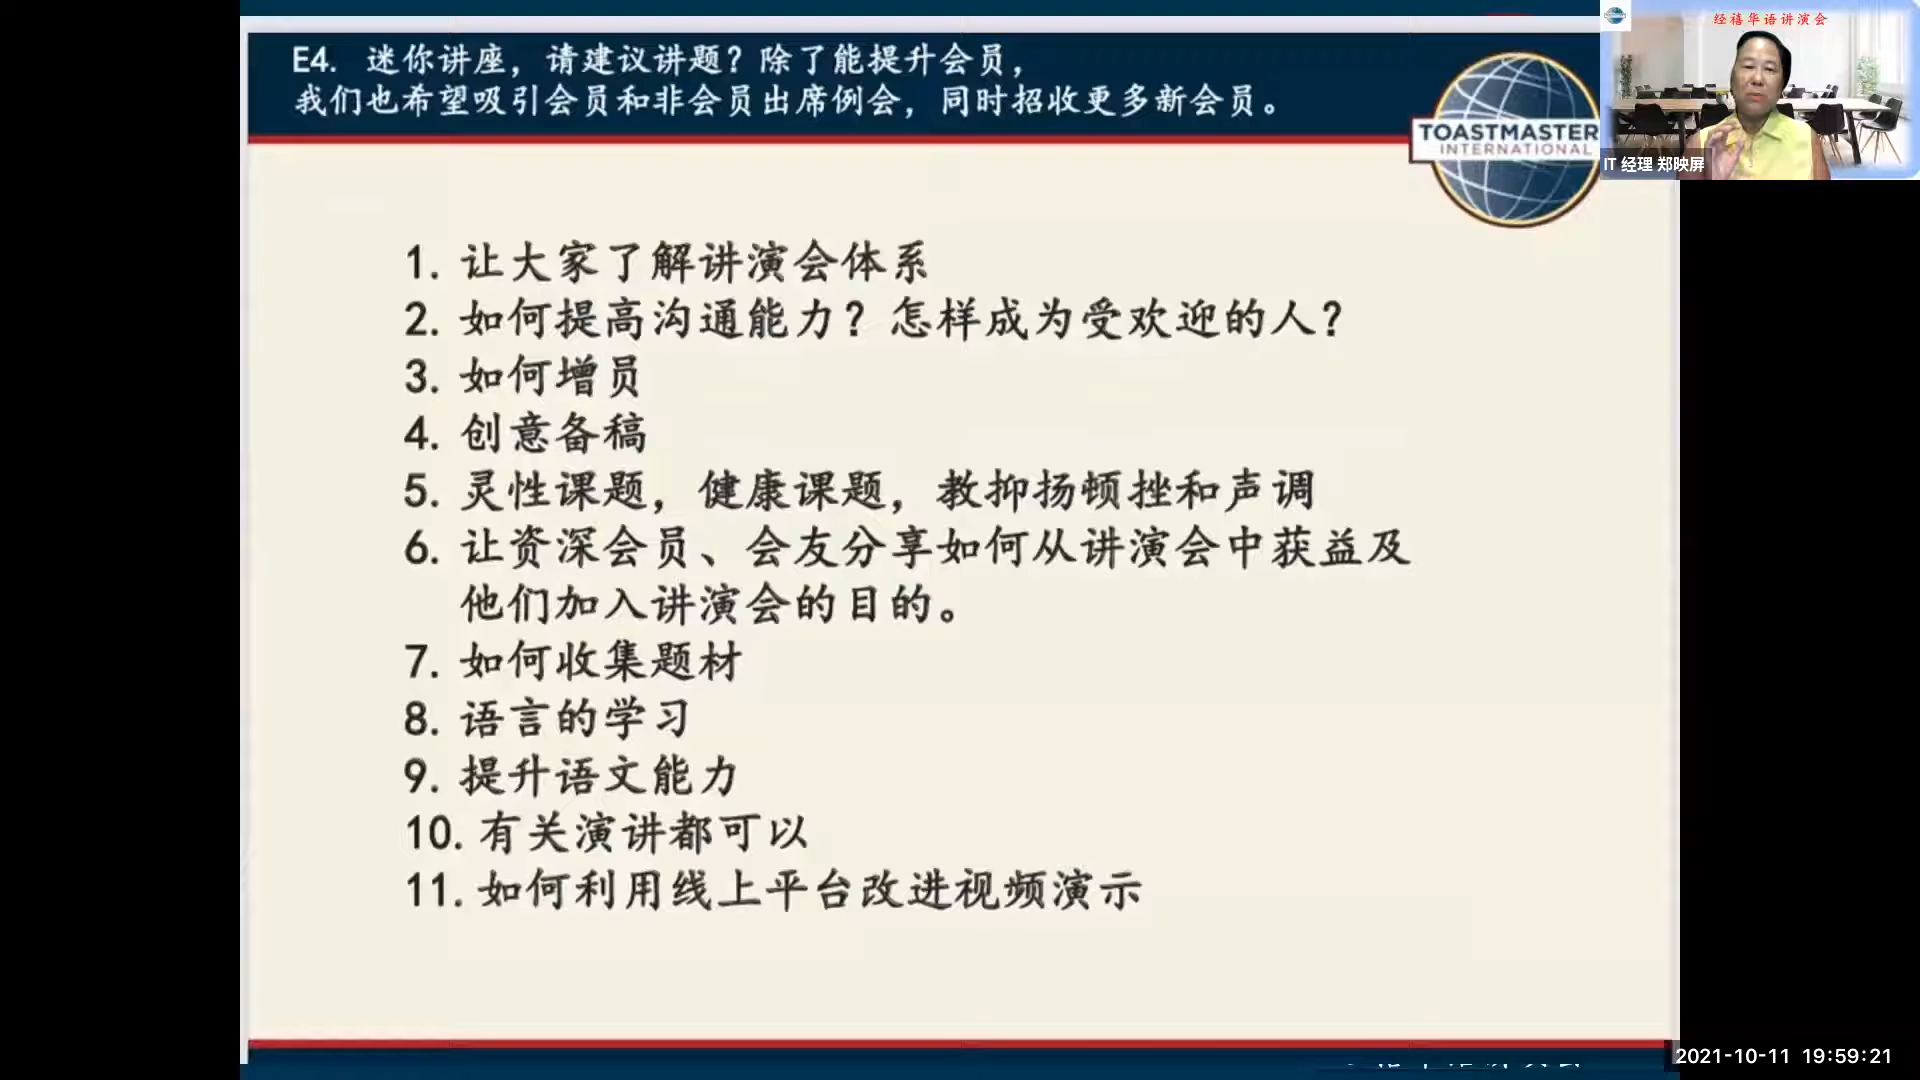 E4. 迷你讲座，请建议讲题？除了能提升会员，
我们也希望吸引会员和非会员出席例会，同时招收更多新会员。
TOASTMASTER
INTERNATIONAL
经禧华语讲演会
IT 经理 郑映屏
1. 让大家了解讲演会体系
2. 如何提高沟通能力？怎样成为受欢迎的人？
3. 如何增员
4. 创意备稿
5. 灵性课题，健康课题，教抑扬顿挫和声调
6. 让资深会员、会友分享如何从讲演会中获益及
他们加入讲演会的目的。
7. 如何收集题材
8. 语言的学习
9. 提升语文能力
10. 有关演讲都可以
11. 如何利用线上平台改进视频演示
2021-10-11 19:59:21